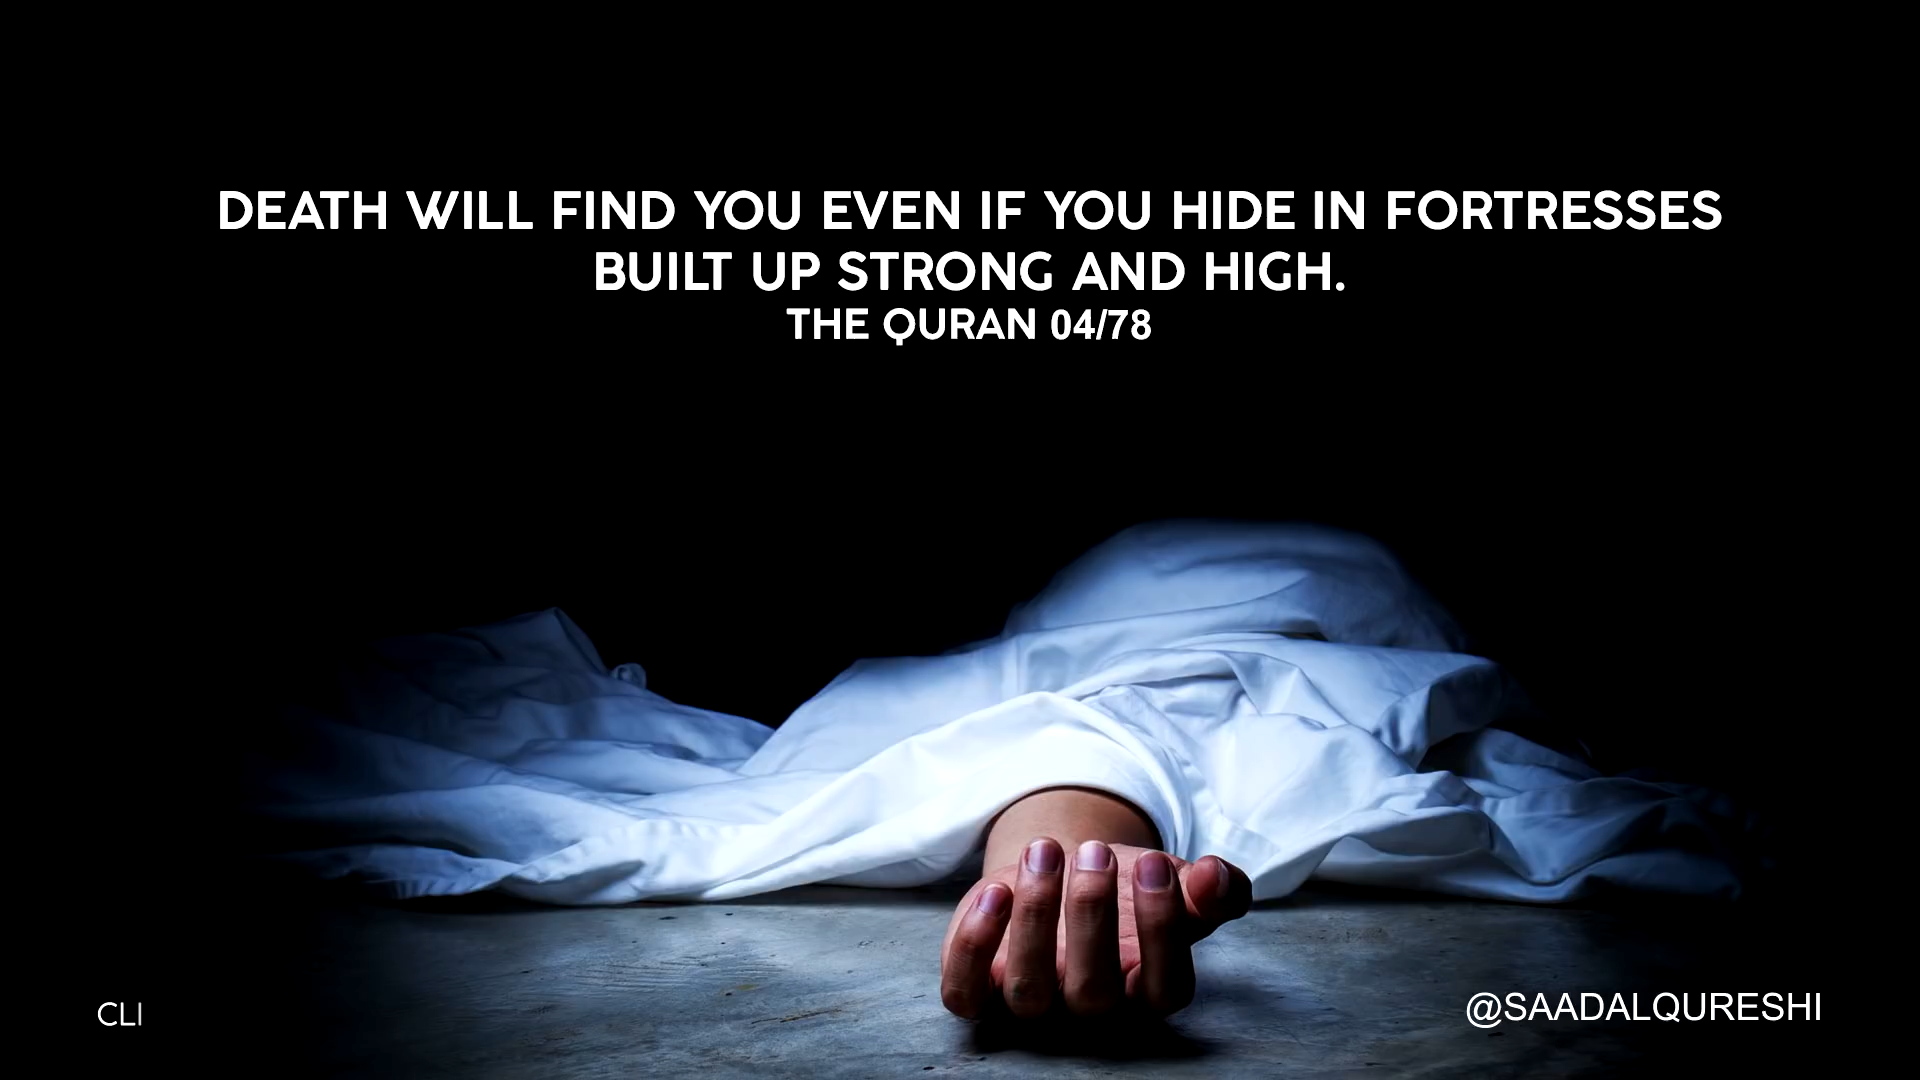 DEATH WILL FIND YOU EVEN IF YOU HIDE IN FORTRESSES
BUILT UP STRONG AND HIGH.
THE QURAN 04/78
CLI
@SAADALQURESHI